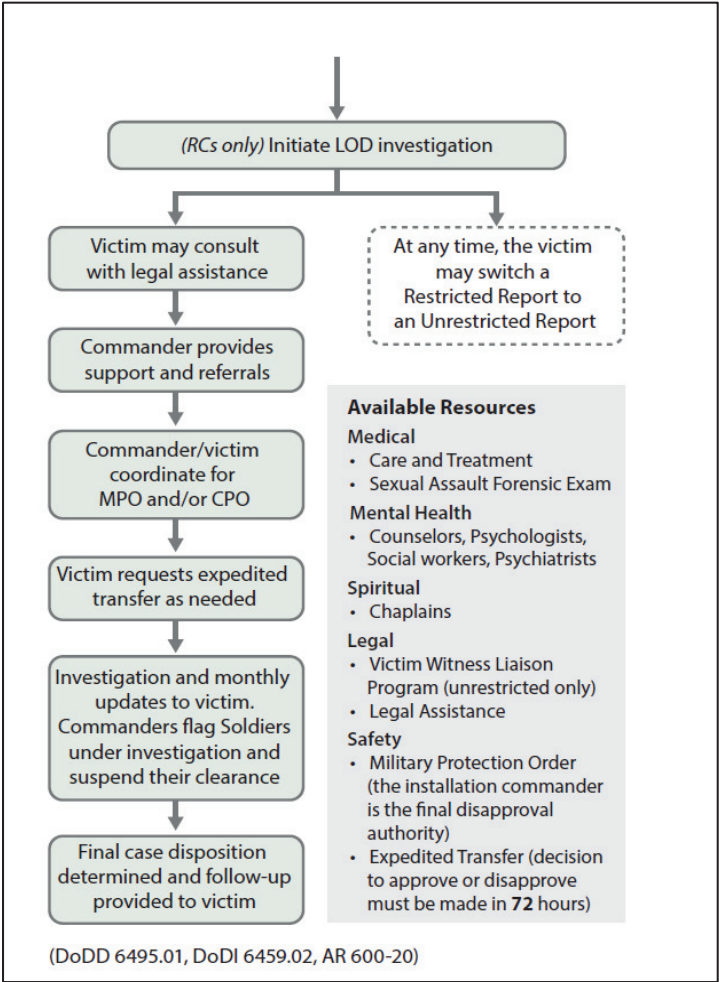 (RCs only) Initiate LOD investigation
Victim may consult
with legal assistance
At any time, the victim
may switch a
Restricted Report to
an Unrestricted Report
Commander provides
support and referrals
Commander/victim
coordinate for
MPO and/or CPO
Victim requests expedited
transfer as needed
Investigation and monthly
updates to victim.
Commanders flag Soldiers
under investigation and
suspend their clearance
Final case disposition
determined and follow-up
provided to victim
Available Resources
Medical
• Care and Treatment
• Sexual Assault Forensic Exam
Mental Health
• Counselors, Psychologists,
Social workers, Psychiatrists
Spiritual
• Chaplains
Legal
• Victim Witness Liaison
Program (unrestricted only)
• Legal Assistance
Safety
• Military Protection Order
(the installation commander
is the final disapproval
authority)
• Expedited Transfer (decision
to approve or disapprove
must be made in 72 hours)
(DoDD 6495.01, DoDI 6459.02, AR 600-20)